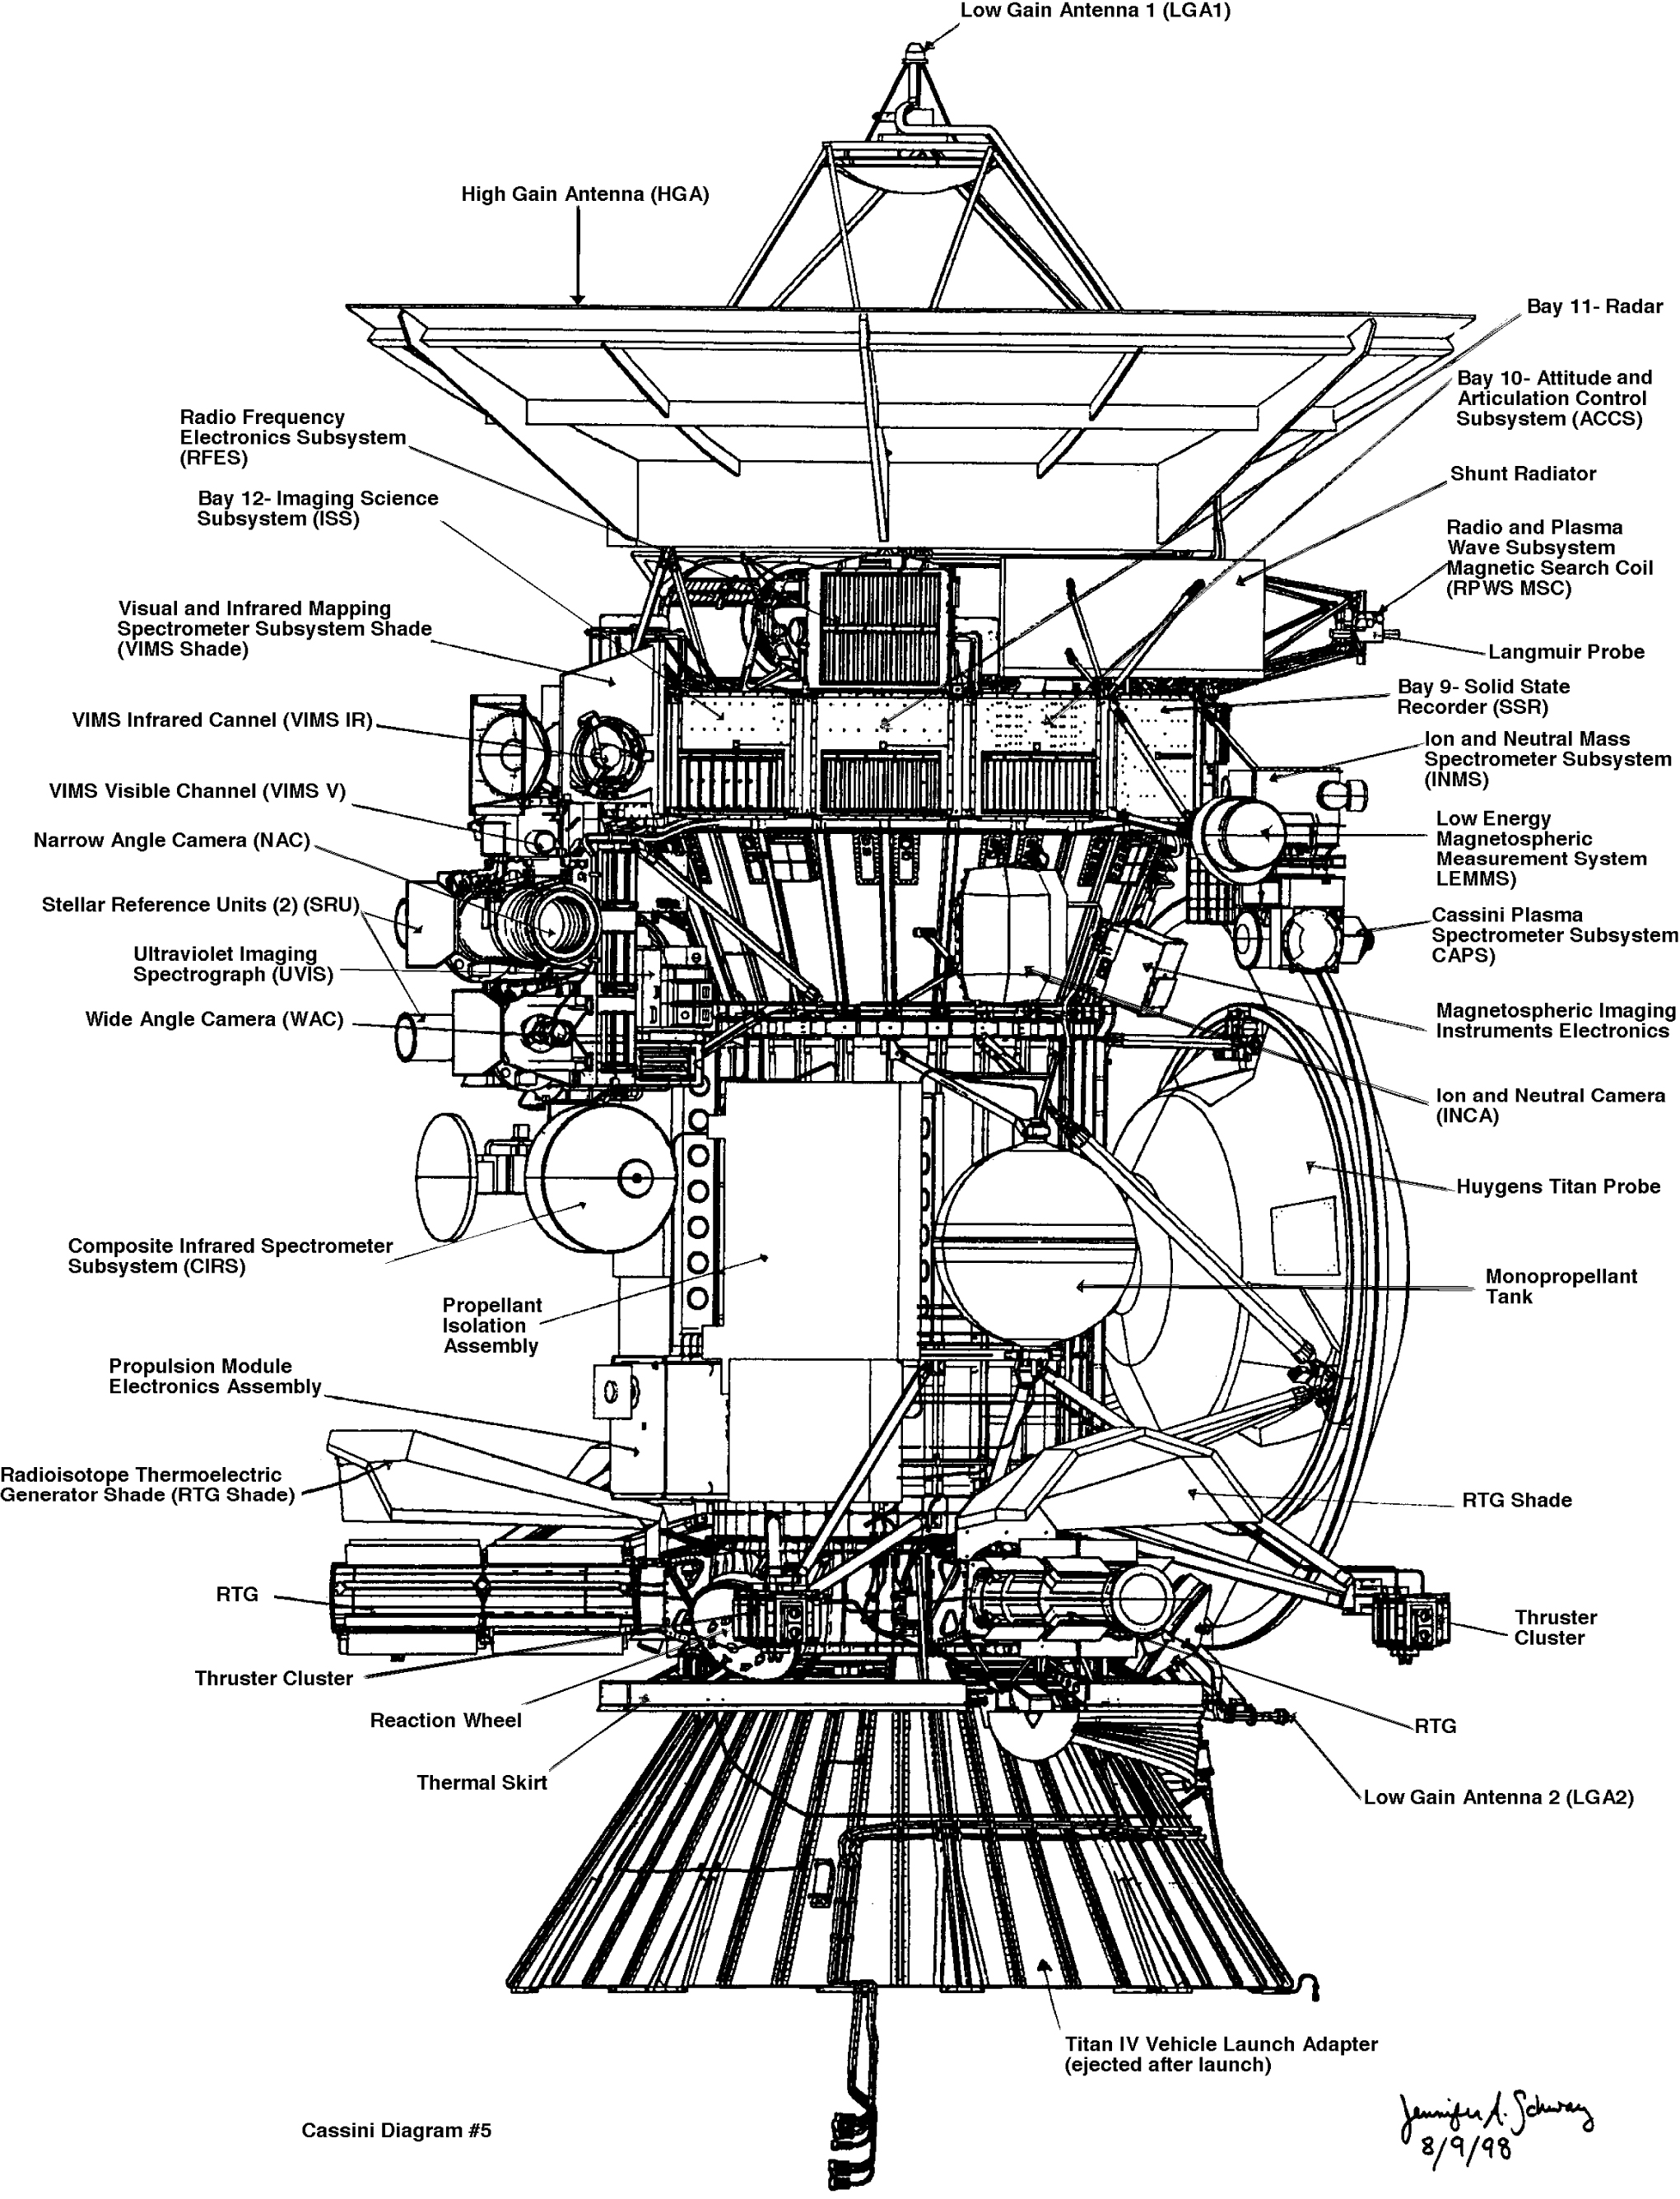 Low Gain Antenna 1 (LGA1)
High Gain Antenna (HGA)
Bay 11- Radar
Bay 10- Attitude and
Articulation Control
Subsystem (ACCS)
Radio Frequency
Electronics Subsystem
(RFES)
Shunt Radiator
Bay 12- Imaging Science
Subsystem (ISS)
Radio and Plasma
Wave Subsystem
Magnetic Search Coil
(RPWS MSC)
Visual and Infrared Mapping
Spectrometer Subsystem Shade
(VIMS Shade)
Langmuir Probe
Bay 9- Solid State
Recorder (SSR)
VIMS Infrared Cannel (VIMS IR)
Ion and Neutral Mass
Spectrometer Subsystem
(INMS)
VIMS Visible Channel (VIMS V)
Low Energy
Magnetospheric
Measurement System
LEMMS)
Narrow Angle Camera (NAC)
Stellar Reference Units (2) (SRU)
Cassini Plasma
Spectrometer Subsystem
CAPS)
Ultraviolet Imaging
Spectrograph (UVIS)
Wide Angle Camera (WAC)
Magnetospheric Imaging
Instruments Electronics
Ion and Neutral Camera
(INCA)
Huygens Titan Probe
Composite Infrared Spectrometer
Subsystem (CIRS)
Monopropellant
Tank
Propellant
Isolation
Assembly
Propulsion Module
Electronics Assembly
Radioisotope Thermoelectric
Generator Shade (RTG Shade)
RTG Shade
RTG
Thruster
Cluster
Thruster Cluster
Reaction Wheel
RTG
Thermal Skirt
Low Gain Antenna 2 (LGA2)
Titan IV Vehicle Launch Adapter
(ejected after launch)
Cassini Diagram #5
Jennifer A. Schway
8/9/98